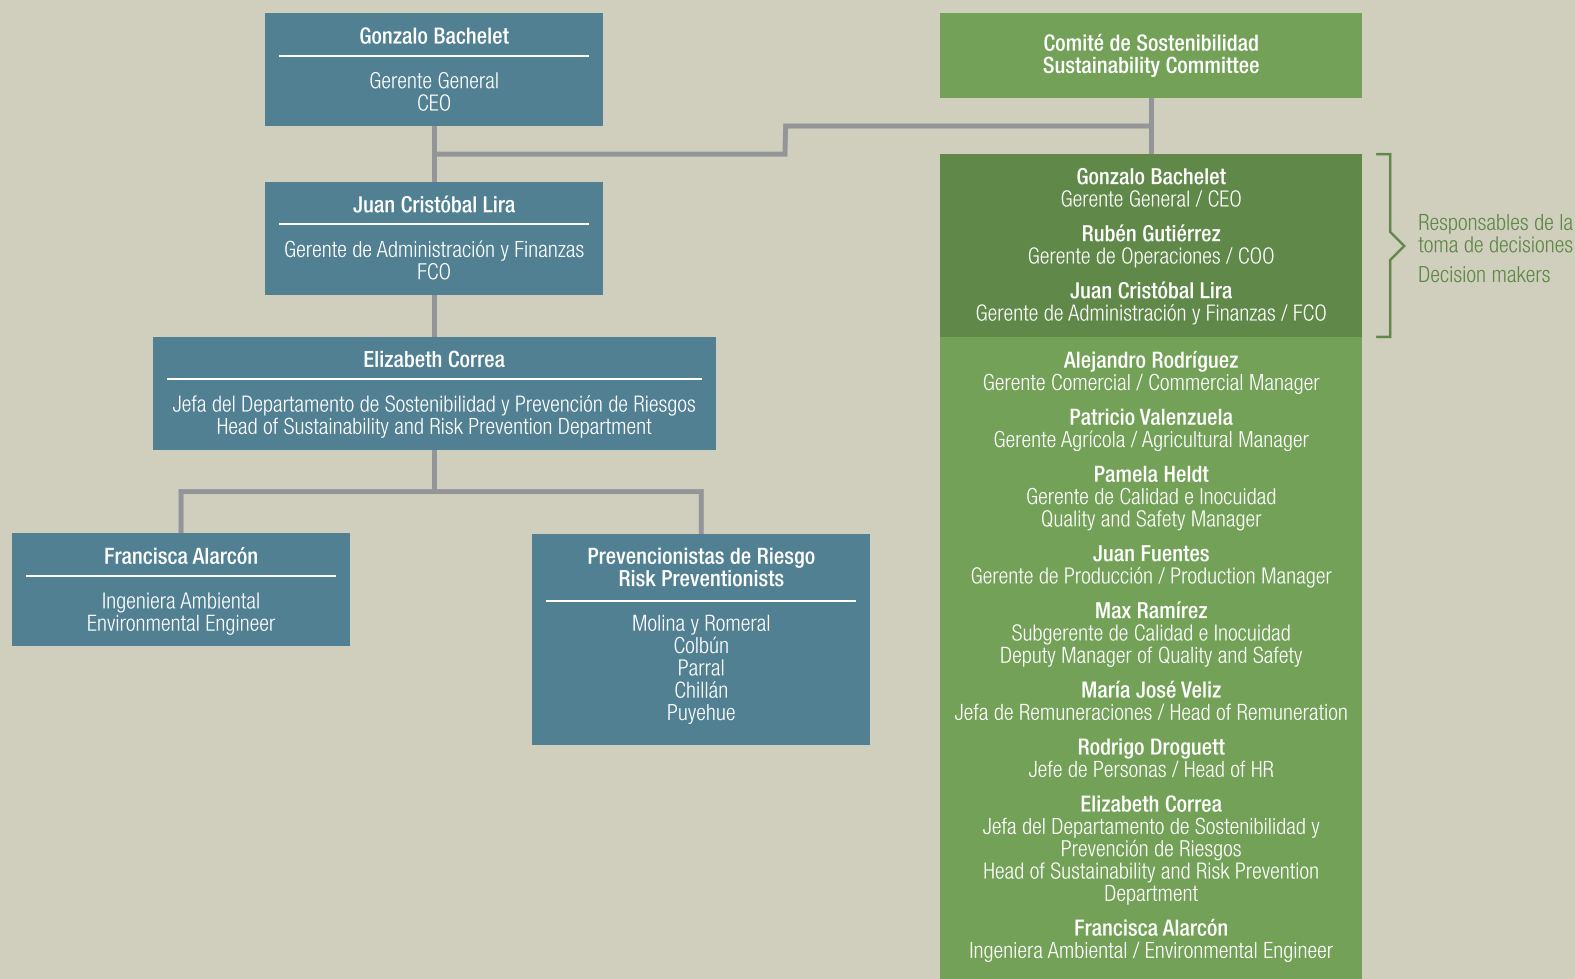 Gonzalo Bachelet
Gerente General
CEO
Juan Cristóbal Lira
Gerente de Administración y Finanzas
FCO
Elizabeth Correa
Jefa del Departamento de Sostenibilidad y Prevención de Riesgos
Head of Sustainability and Risk Prevention Department
Francisca Alarcón
Ingeniera Ambiental
Environmental Engineer
Prevencionistas de Riesgo
Risk Preventionists
Molina y Romeral
Colbún
Parral
Chillán
Puyehue
Comité de Sostenibilidad
Sustainability Committee
Gonzalo Bachelet
Gerente General / CEO
Rubén Gutiérrez
Gerente de Operaciones / COO
Juan Cristóbal Lira
Gerente de Administración y Finanzas / FCO
Responsables de la
toma de decisiones
Decision makers
Alejandro Rodríguez
Gerente Comercial / Commercial Manager
Patricio Valenzuela
Gerente Agrícola / Agricultural Manager
Pamela Heldt
Gerente de Calidad e Inocuidad
Quality and Safety Manager
Juan Fuentes
Gerente de Producción / Production Manager
Max Ramírez
Subgerente de Calidad e Inocuidad
Deputy Manager of Quality and Safety
María José Veliz
Jefa de Remuneraciones / Head of Remuneration
Rodrigo Droguett
Jefe de Personas / Head of HR
Elizabeth Correa
Jefa del Departamento de Sostenibilidad y
Prevención de Riesgos
Head of Sustainability and Risk Prevention
Department
Francisca Alarcón
Ingeniera Ambiental / Environmental Engineer